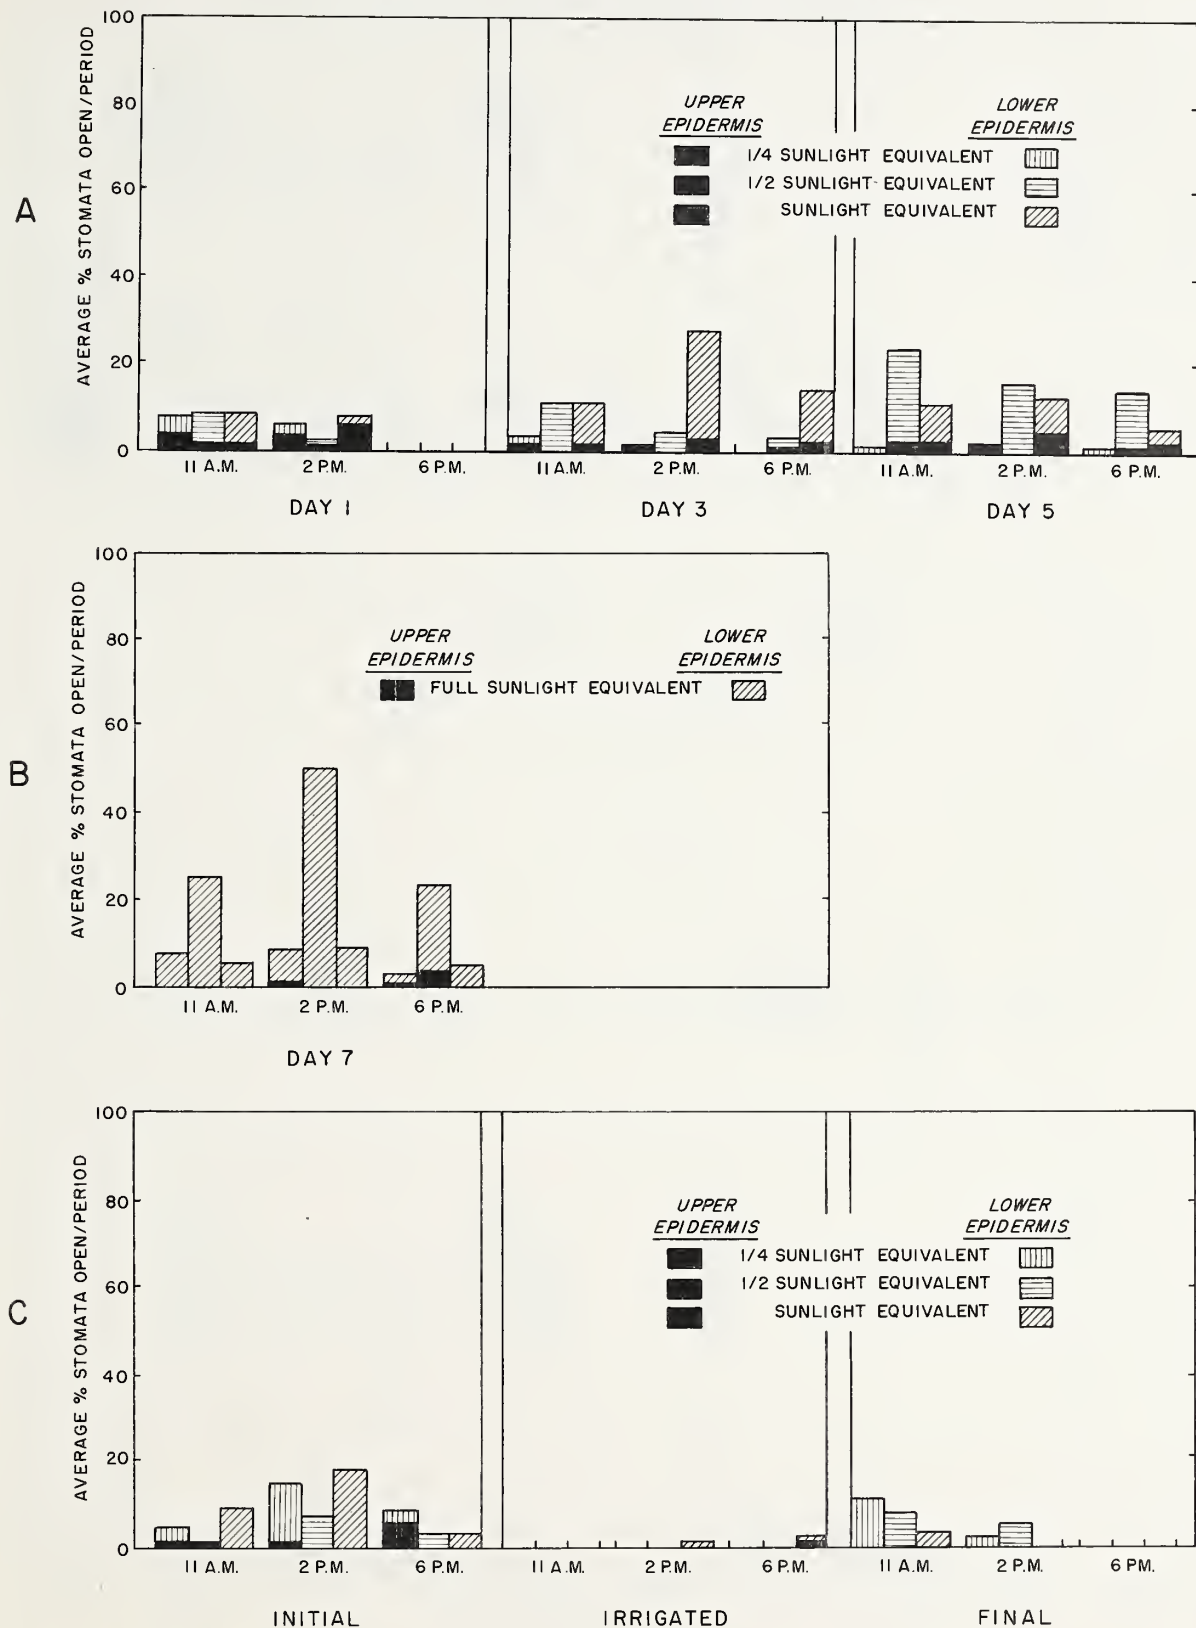 A
AVERAGE % STOMATA OPEN/PERIOD
100
80
60
40
20
0
UPPER EPIDERMIS
LOWER EPIDERMIS
1/4 SUNLIGHT EQUIVALENT
1/2 SUNLIGHT EQUIVALENT
SUNLIGHT EQUIVALENT
11 A.M. 2 P.M. 6 P.M. 11 A.M. 2 P.M. 6 P.M. 11 A.M. 2 P.M. 6 P.M.
DAY 1 DAY 3 DAY 5
B
AVERAGE % STOMATA OPEN/PERIOD
100
80
60
40
20
0
UPPER EPIDERMIS
LOWER EPIDERMIS
FULL SUNLIGHT EQUIVALENT
11 A.M. 2 P.M. 6 P.M.
DAY 7
C
AVERAGE % STOMATA OPEN/PERIOD
100
80
60
40
20
0
UPPER EPIDERMIS
LOWER EPIDERMIS
1/4 SUNLIGHT EQUIVALENT
1/2 SUNLIGHT EQUIVALENT
SUNLIGHT EQUIVALENT
11 A.M. 2 P.M. 6 P.M. 11 A.M. 2 P.M. 6 P.M. 11 A.M. 2 P.M. 6 PM.
INITIAL IRRIGATED FINAL